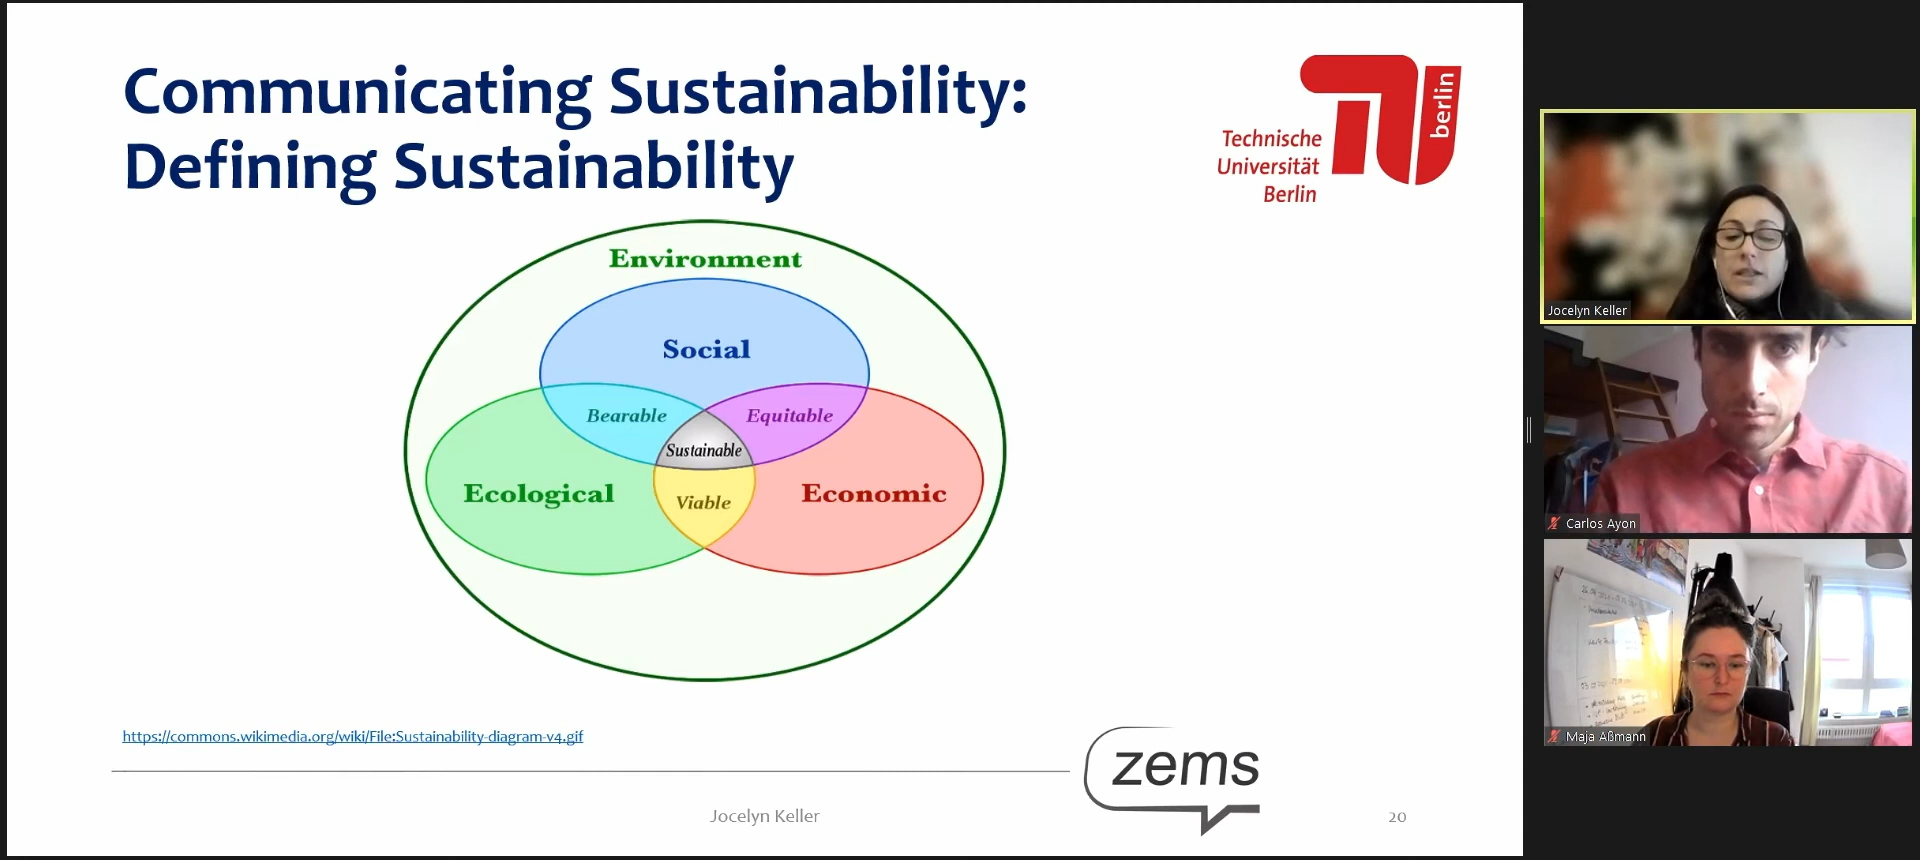 Communicating Sustainability:
Defining Sustainability
Technische
Universität
Berlin
berlin
Environment
Social
Bearable
Equitable
Sustainable
Ecological
Economic
Viable
https://commons.wikimedia.org/wiki/File:Sustainability-diagram-v4.gif
zems
Jocelyn Keller
20
Jocelyn Keller
Carlos Ayon
Maja Aßmann